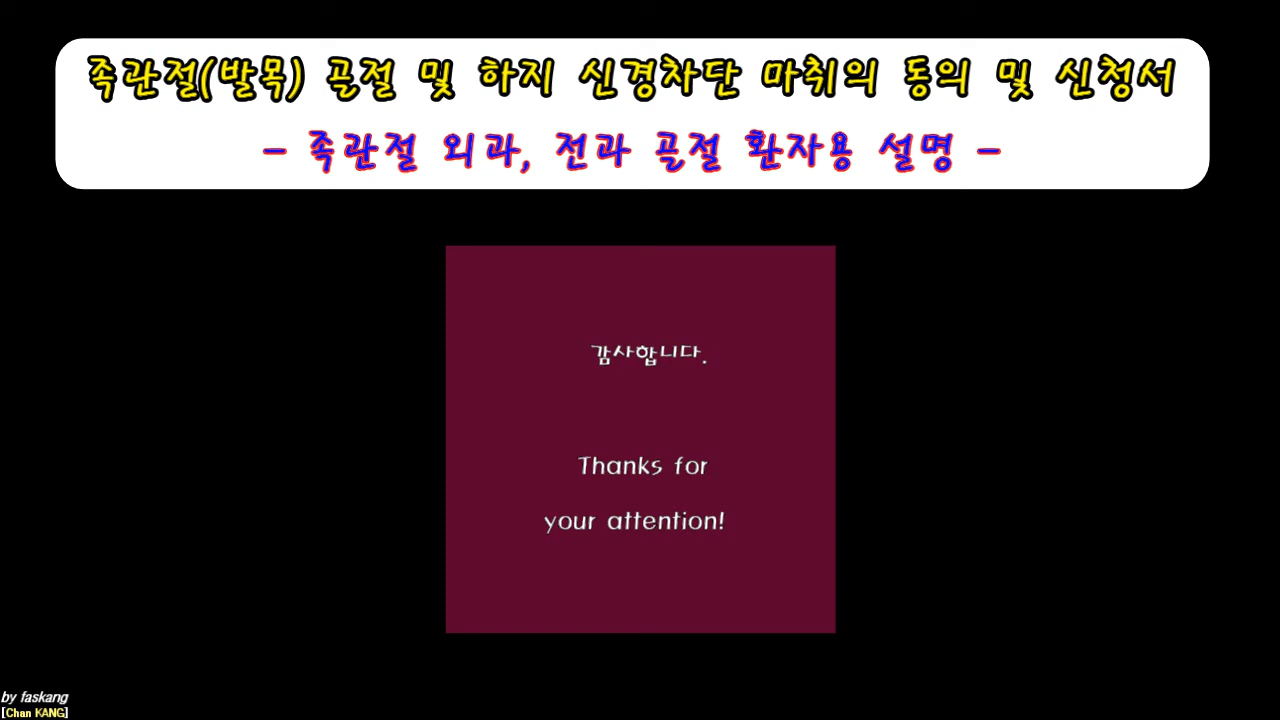 족관절(발목) 골절 및 하지 신경차단 마취의 동의 및 신청서
- 족관절 외과, 전과 골절 환자용 설명 -
감사합니다.
Thanks for
your attention!
by faskang
[Chan KANG]